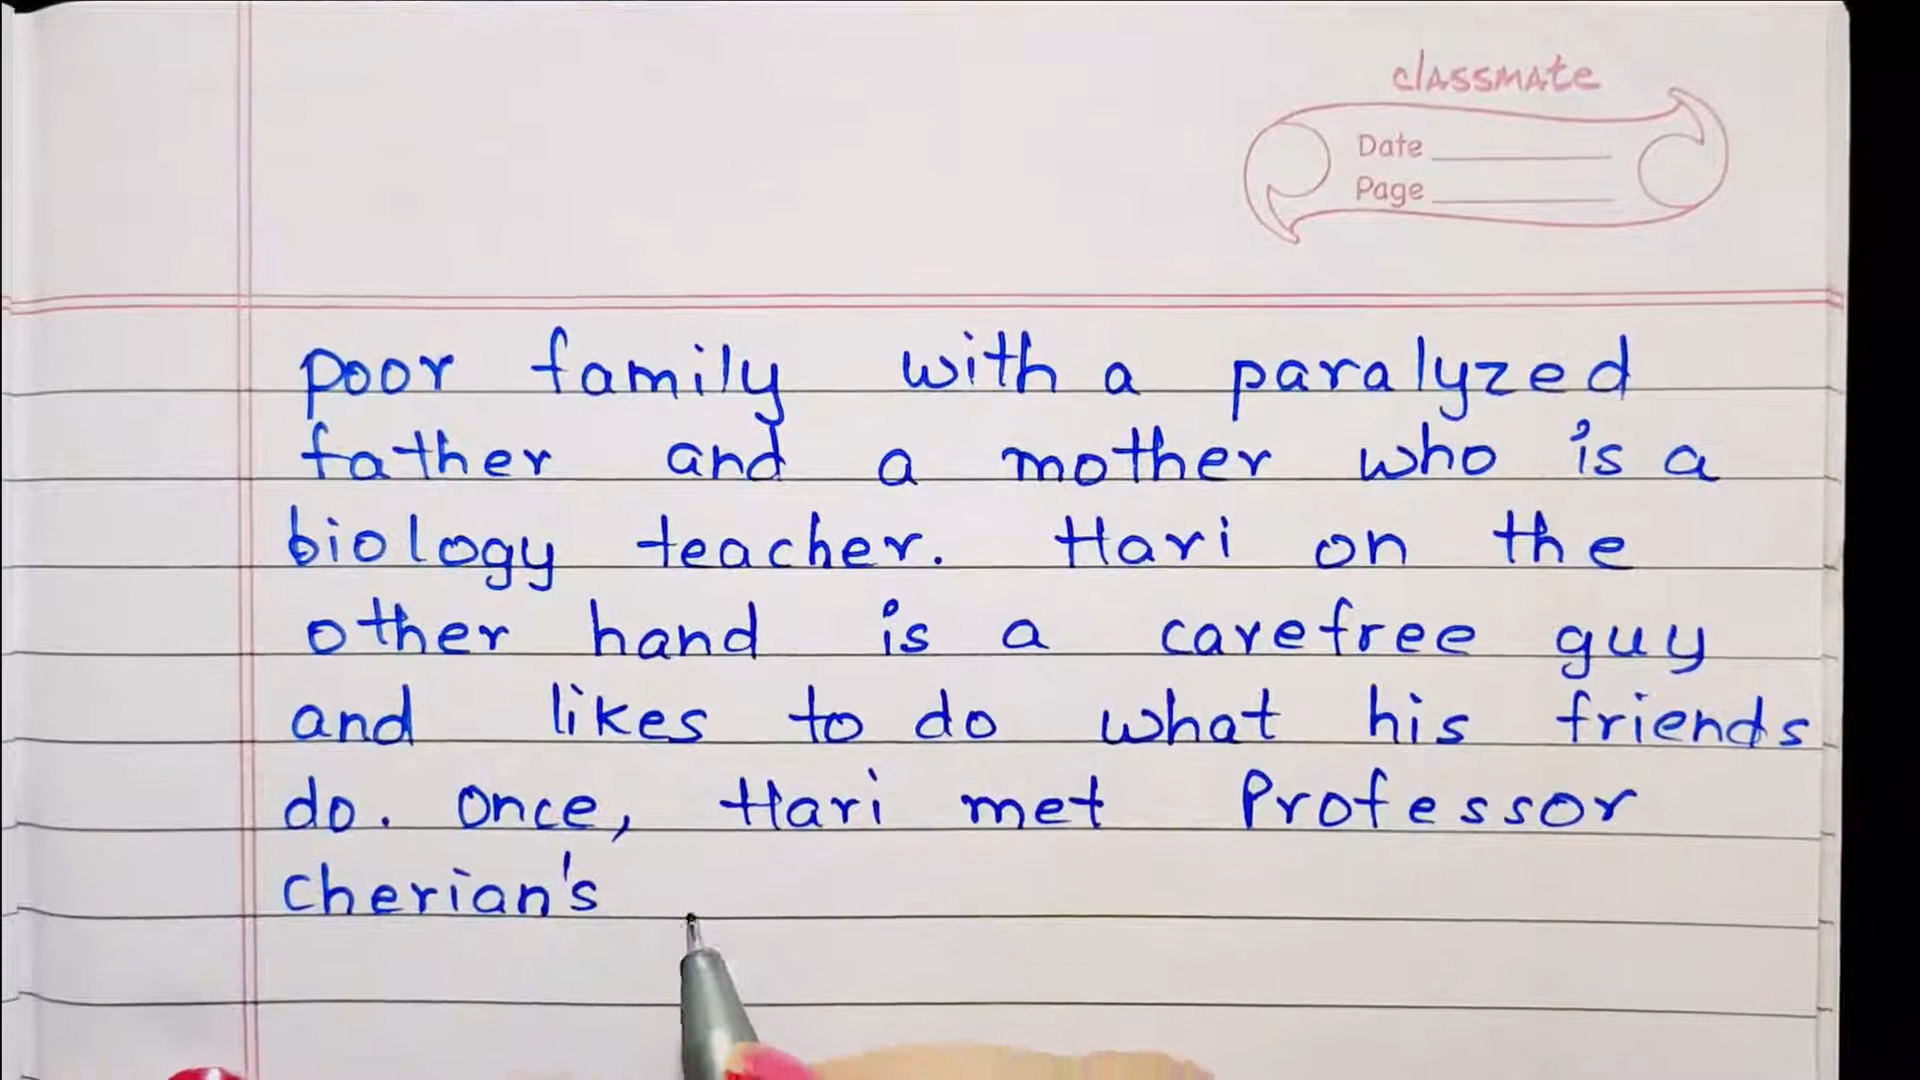 classmate
Date
Page
poor family with a paralyzed
father and a mother who is a
biology teacher. Hari on the
other hand is a carefree guy
and likes to do what his friends
do. Once, Hari met Professor
Cherian's